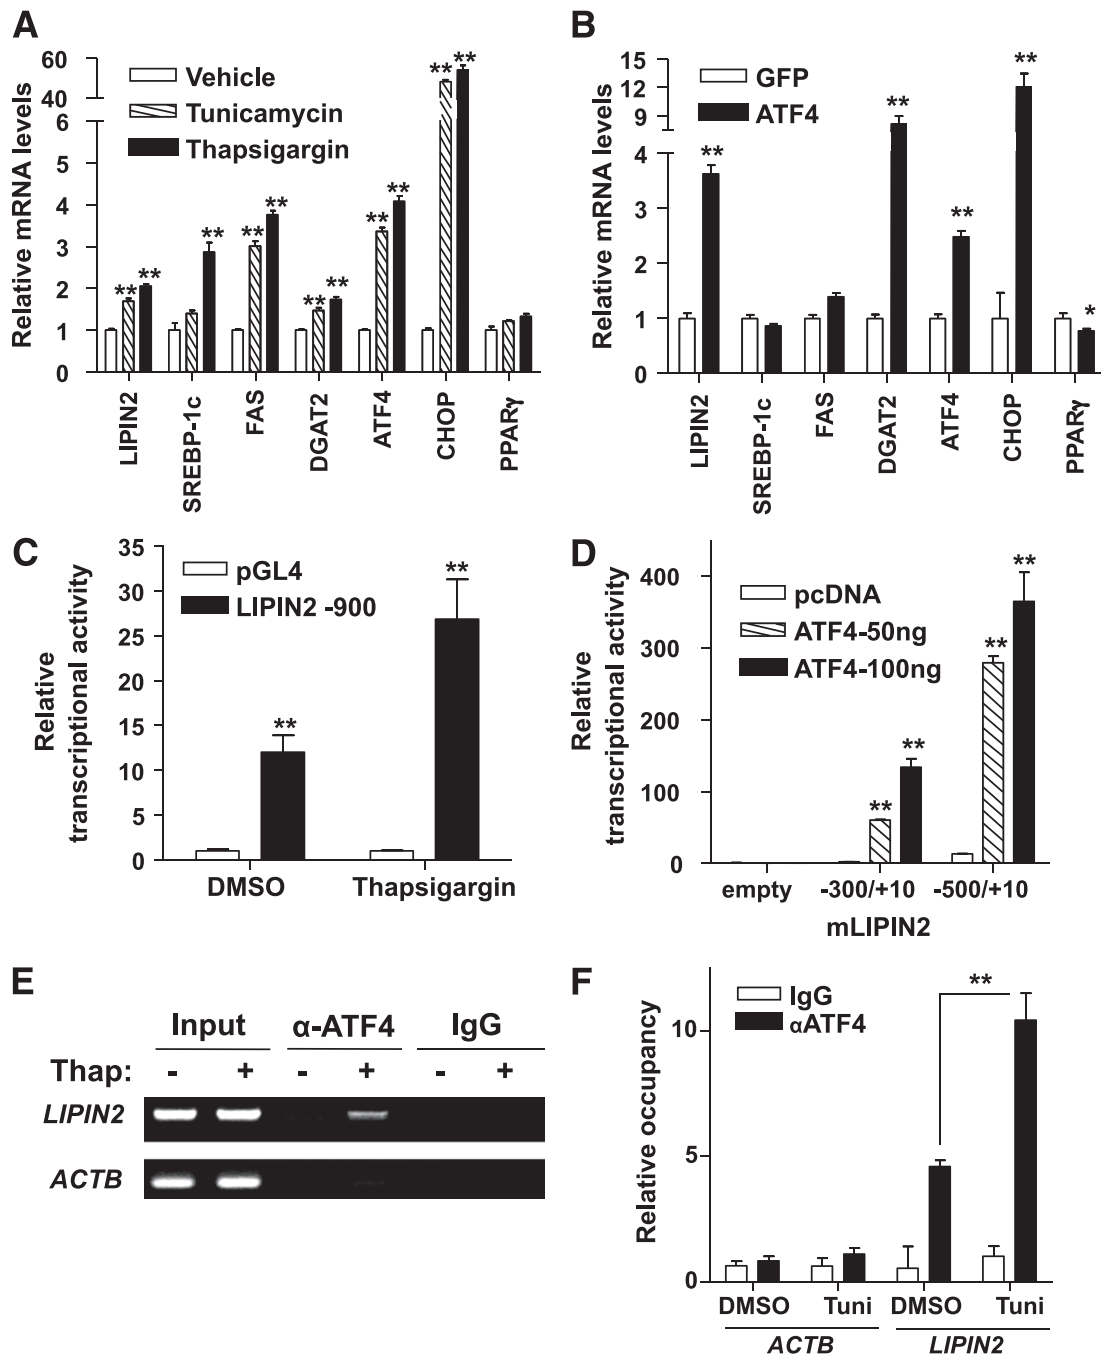 A
Relative mRNA levels
60
40
6
5
4
3
2
1
0
Vehicle
Tunicamycin
Thapsigargin
** **
**
** **
** **
** **
** **
LIPIN2
SREBP-1c
FAS
DGAT2
ATF4
CHOP
PPARγ
B
Relative mRNA levels
15
12
9
4
3
2
1
0
GFP
ATF4
**
**
**
**
*
LIPIN2
SREBP-1c
FAS
DGAT2
ATF4
CHOP
PPARγ
C
Relative
transcriptional activity
35
30
25
20
15
10
5
0
pGL4
LIPIN2 -900
**
**
DMSO
Thapsigargin
D
Relative
transcriptional activity
400
300
200
100
0
pcDNA
ATF4-50ng
ATF4-100ng
**
**
**
**
empty
-300/+10
-500/+10
mLIPIN2
E
Input
α-ATF4
IgG
Thap: - + - + - +
LIPIN2
ACTB
F
Relative occupancy
10
5
0
IgG
αATF4
**
DMSO
Tuni
DMSO
Tuni
ACTB
LIPIN2